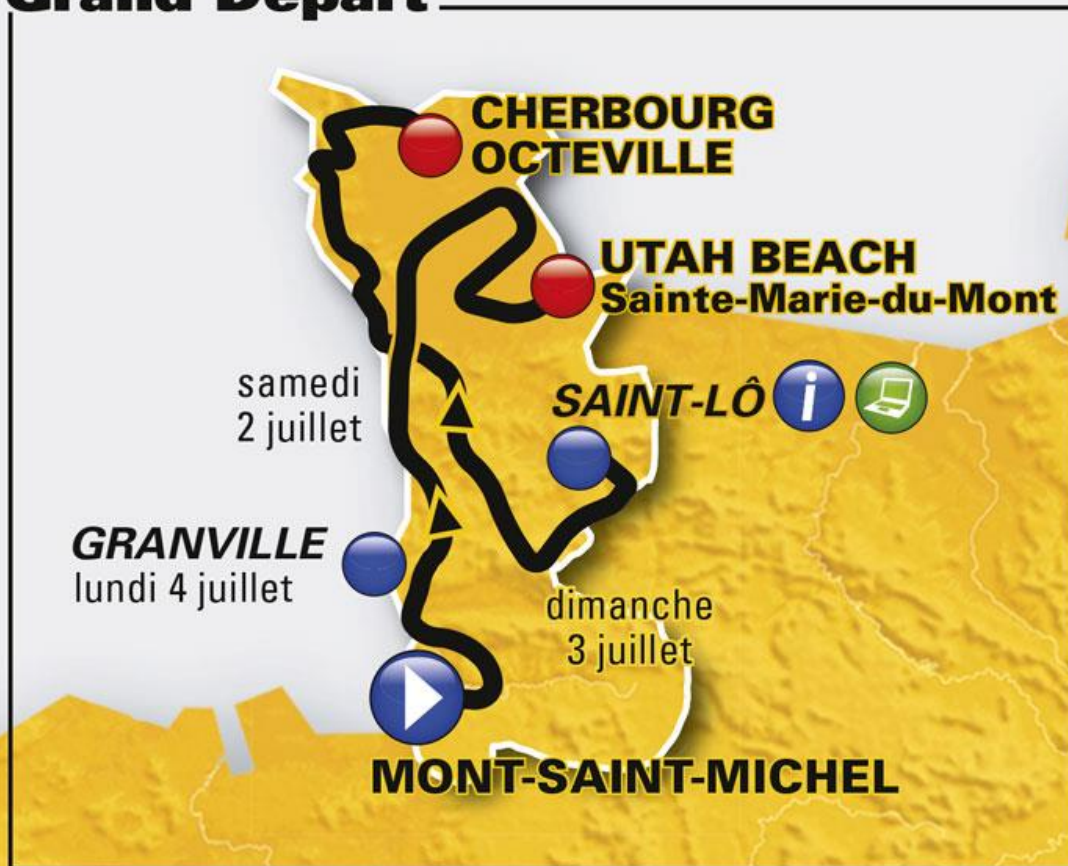 Grand Départ
CHERBOURG
OCTEVILLE
UTAH BEACH
Sainte-Marie-du-Mont
samedi
2 juillet
SAINT-LÔ
i
GRANVILLE
lundi 4 juillet
dimanche
3 juillet
MONT-SAINT-MICHEL